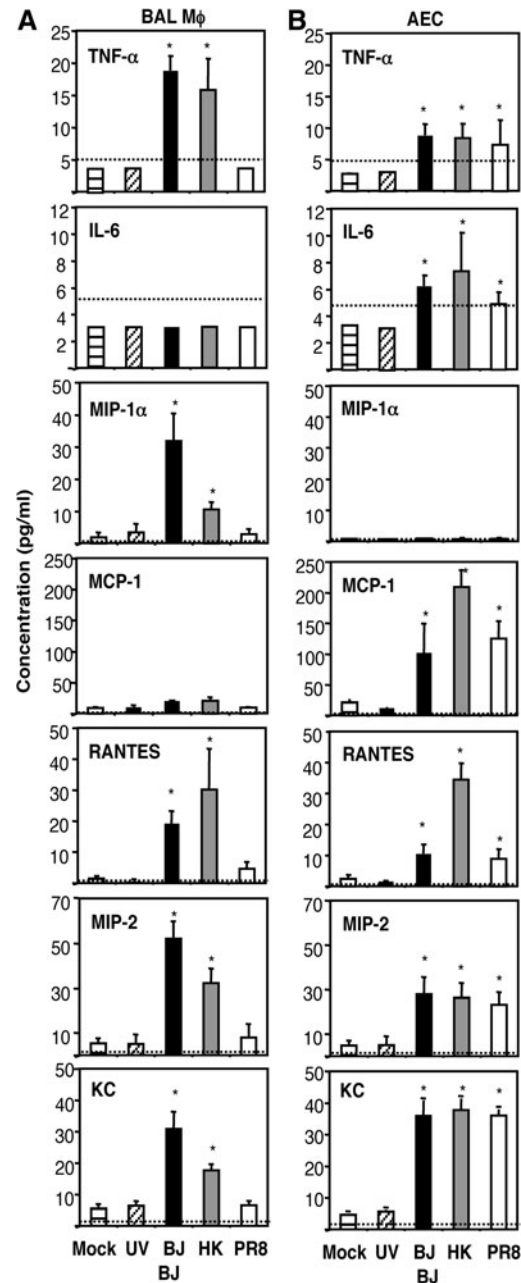 A BAL Mϕ B AEC
25 TNF-α * * 25 TNF-α
20 20
15 15
10 10 * * *
5 5
12 IL-6 12 IL-6 *
10 10
8 8 *
6 6 *
4 4
2 2
50 MIP-1α 50 MIP-1α
40 * 40
30 30
20 * 20
10 10
250 MCP-1 250 MCP-1 *
200 200
150 150 * *
100 100
50 50
50 RANTES * 50 RANTES *
40 40
30 * 30
20 20 * *
10 10
70 MIP-2 * 70 MIP-2
50 * 50 * * *
30 30
10 10
50 KC 50 KC * * *
40 * 40
30 * 30
20 20
10 10
Mock UV BJ HK PR8 Mock UV BJ HK PR8
BJ BJ
Concentration (pg/ml)